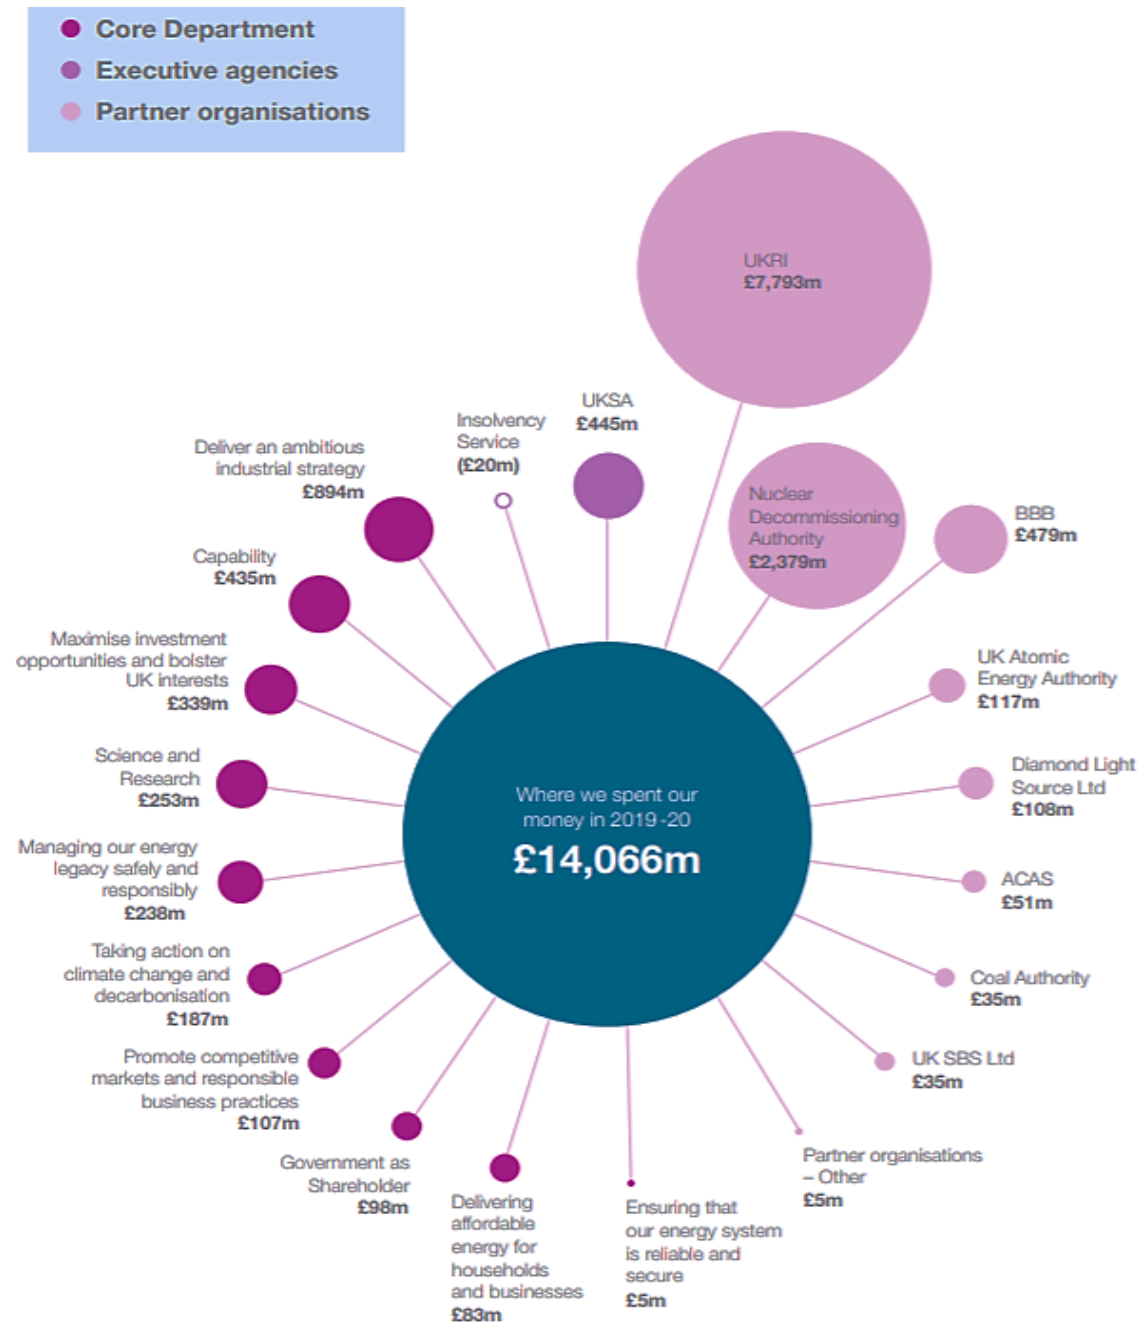 Core Department
Executive agencies
Partner organisations
UKRI
£7,793m
UKSA
£445m
Insolvency
Service
(£20m)
Deliver an ambitious
industrial strategy
£894m
Nuclear
Decommissioning
Authority
£2,379m
BBB
£479m
Capability
£435m
Maximise investment
opportunities and bolster
UK interests
£339m
UK Atomic
Energy Authority
£117m
Science and
Research
£253m
Diamond Light
Source Ltd
£108m
Where we spent our
money in 2019-20
£14,066m
Managing our energy
legacy safely and
responsibly
£238m
ACAS
£51m
Taking action on
climate change and
decarbonisation
£187m
Coal Authority
£35m
Promote competitive
markets and responsible
business practices
£107m
UK SBS Ltd
£35m
Government as
Shareholder
£98m
Partner organisations
– Other
£5m
Delivering
affordable
energy for
households
and businesses
£83m
Ensuring that
our energy system
is reliable and
secure
£5m